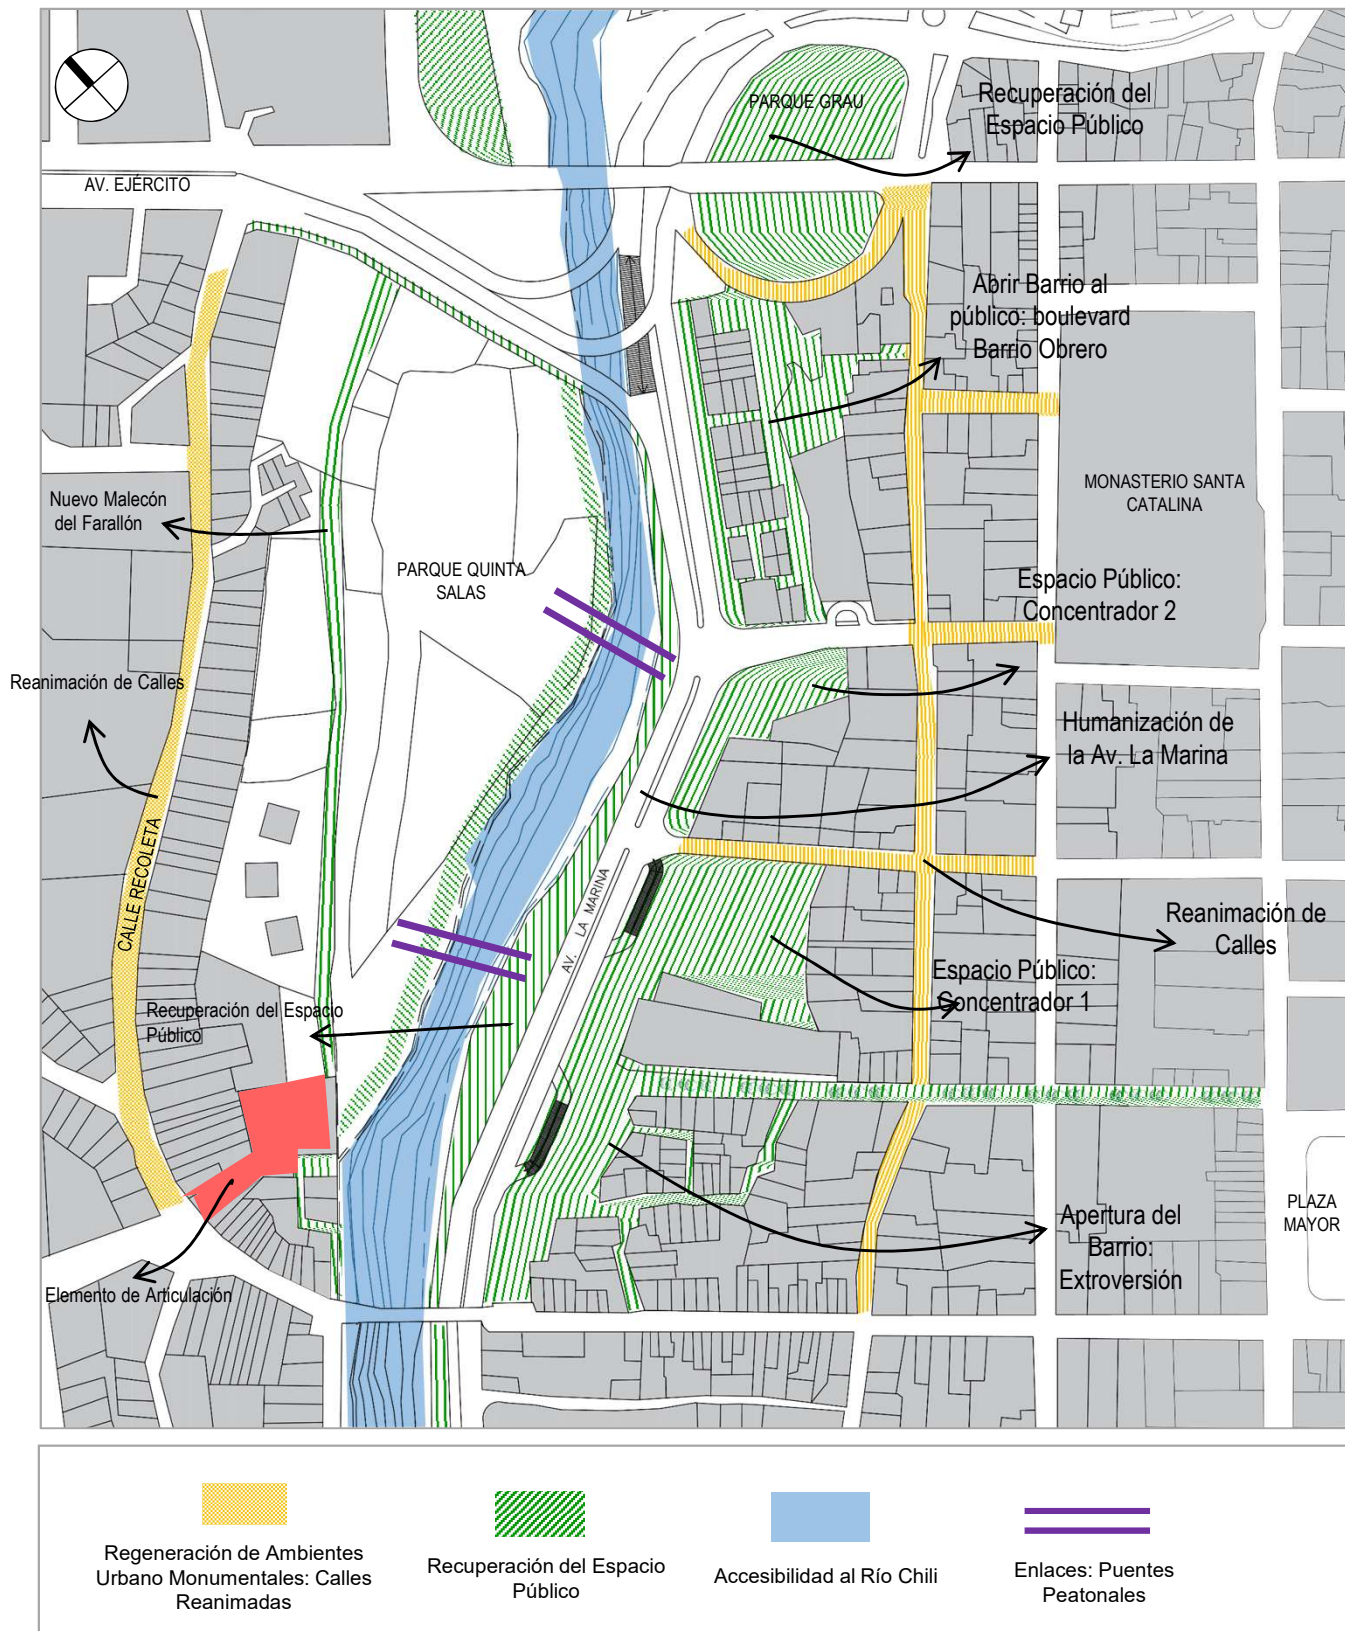 PARQUE GRAU
Recuperación del
Espacio Público
AV. EJÉRCITO
Abrir Barrio al
público: boulevard
Barrio Obrero
MONASTERIO SANTA
CATALINA
Nuevo Malecón
del Farallón
PARQUE QUINTA
SALAS
Espacio Público:
Concentrador 2
Reanimación de Calles
Humanización de
la Av. La Marina
CALLE RECOLETA
AV. LA MARINA
Reanimación de
Calles
Espacio Público:
Concentrador 1
Recuperación del Espacio
Público
PLAZA
MAYOR
Apertura del
Barrio:
Extroversión
Elemento de Articulación
Regeneración de Ambientes
Urbano Monumentales: Calles
Reanimadas
Recuperación del Espacio
Público
Accesibilidad al Río Chili
Enlaces: Puentes
Peatonales